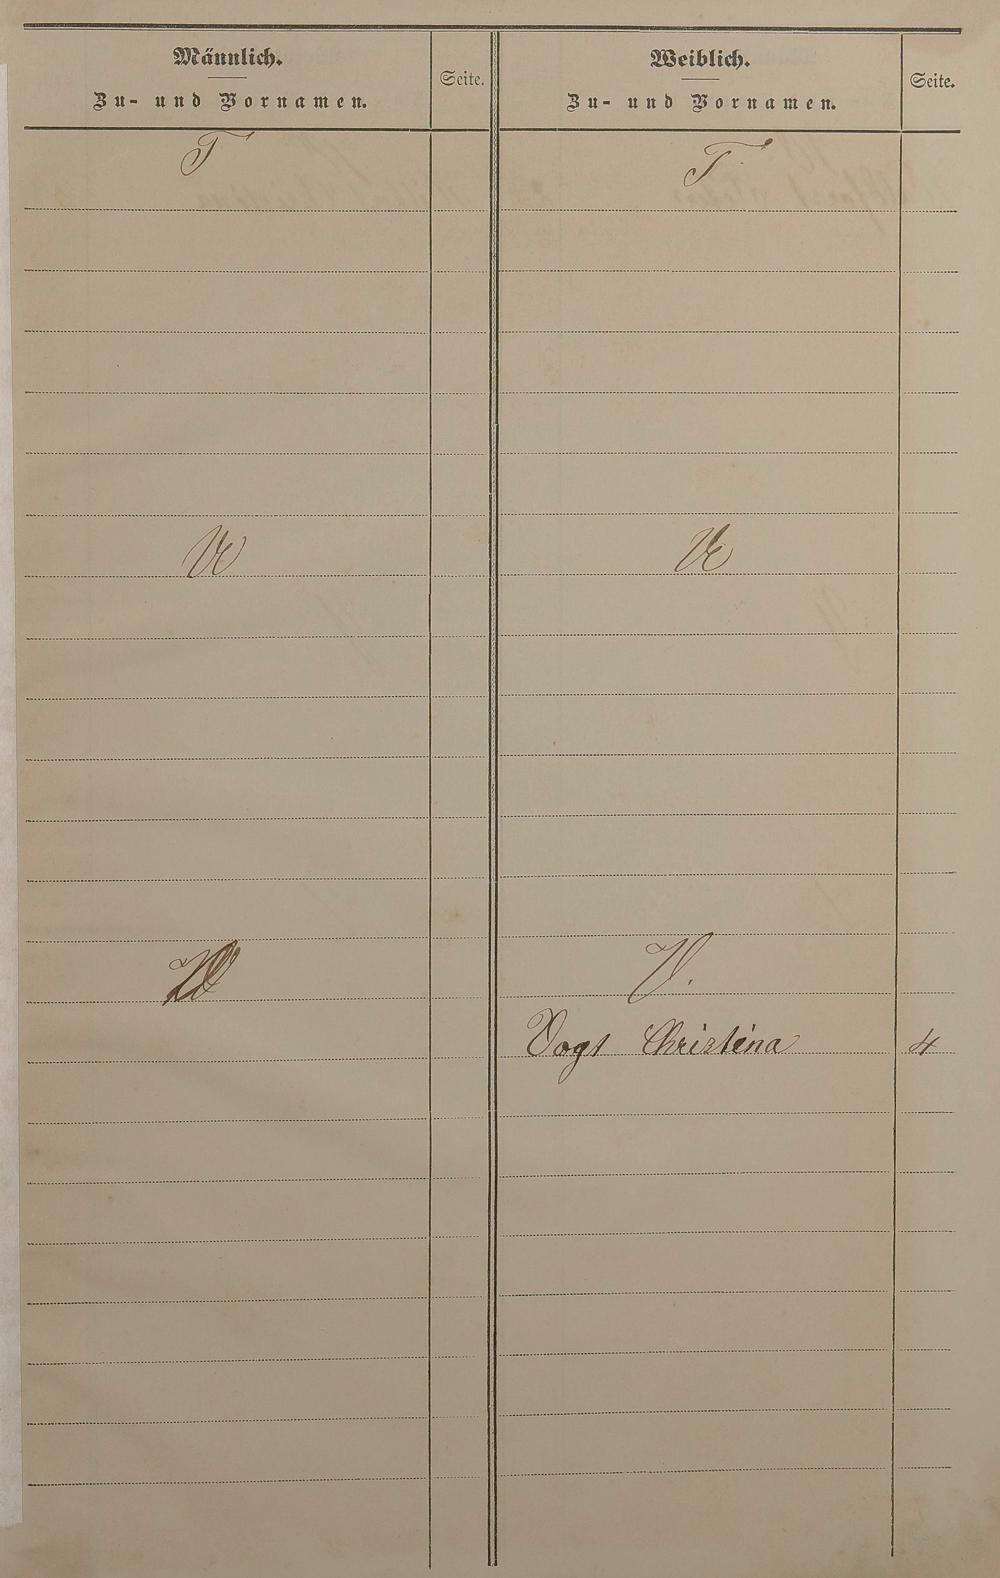 Männlich.
Zu- und Vornamen.
Seite.
Weiblich.
Zu- und Vornamen.
Seite.
T
T
U
U
V.
Vogt Christina 4